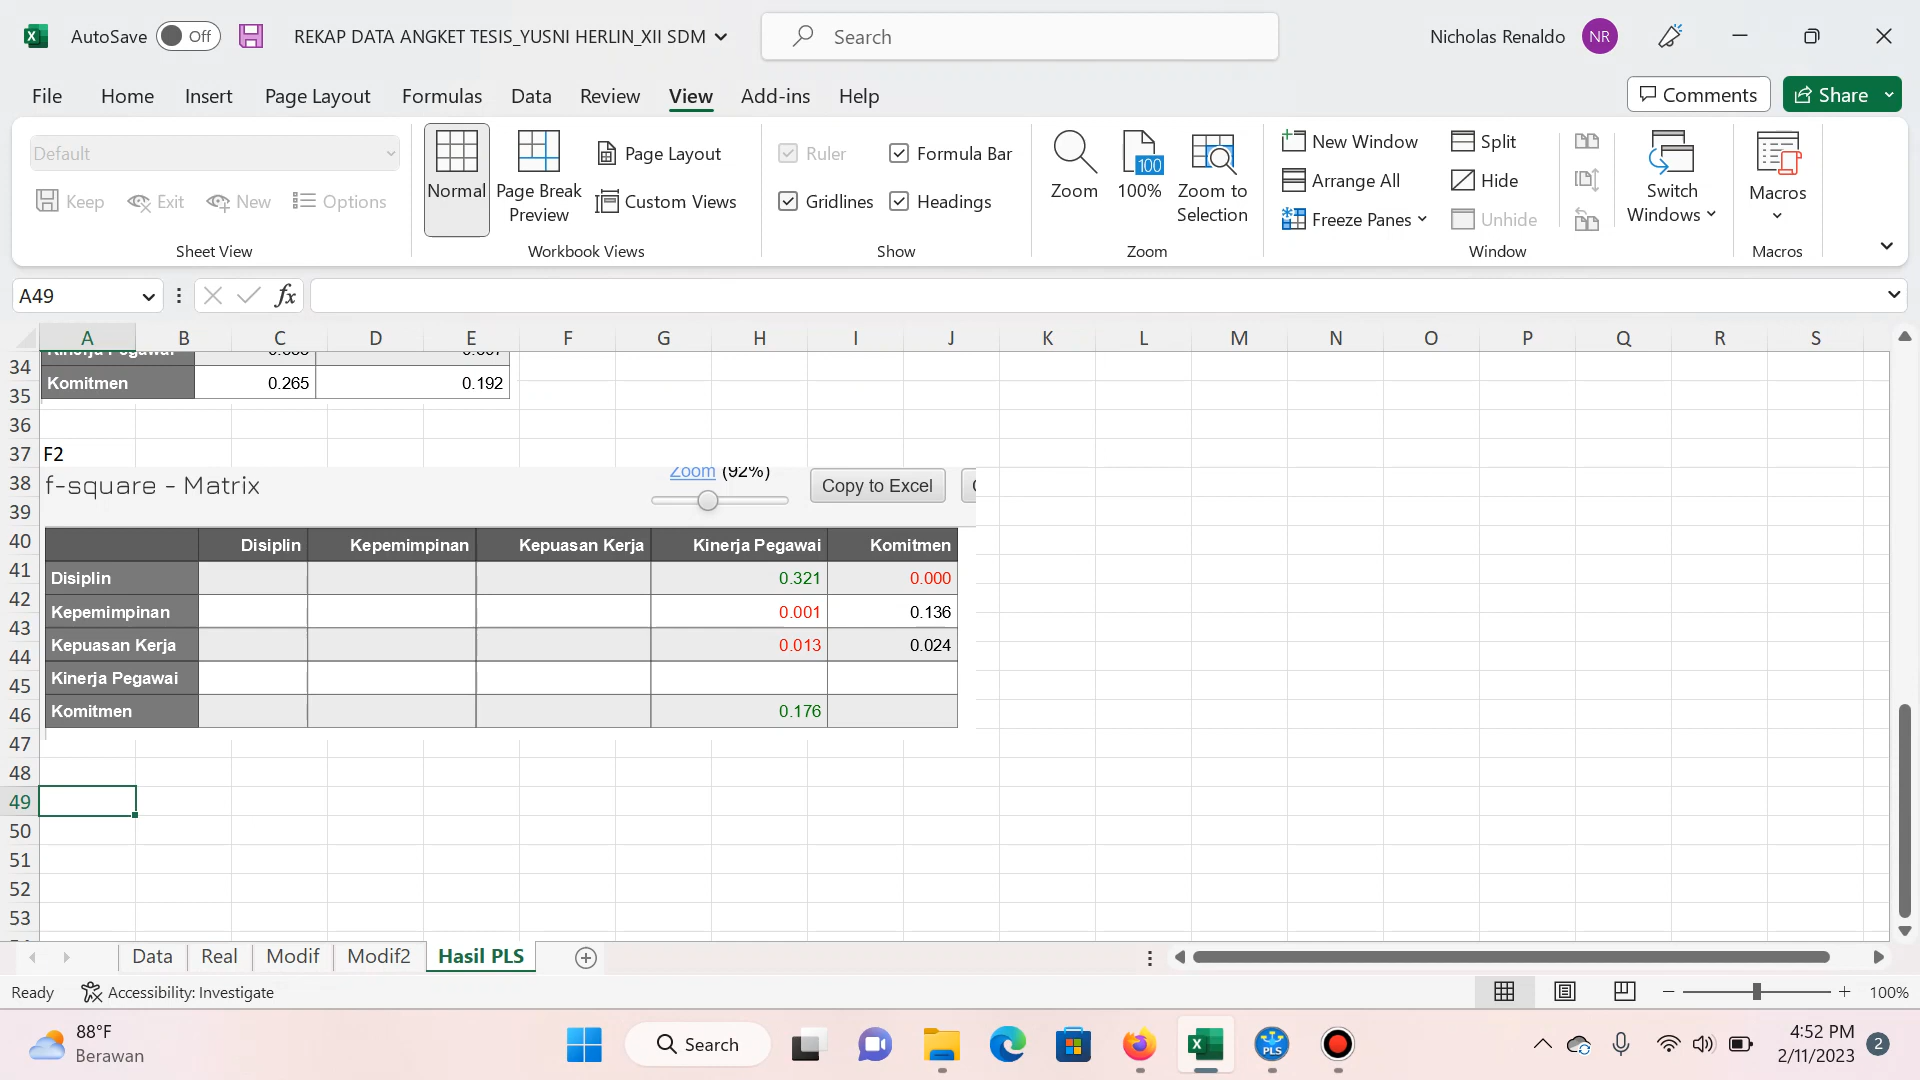 AutoSave Off REKAP DATA ANGKET TESIS_YUSNI HERLIN_XII SDM Search Nicholas Renaldo NR
File Home Insert Page Layout Formulas Data Review View Add-ins Help Comments Share
Default
Keep Exit New Options
Sheet View
Normal
Page Break Preview
Page Layout
Custom Views
Workbook Views
Ruler Formula Bar
Gridlines Headings
Show
Zoom
100
100%
Zoom to Selection
Zoom
New Window Split
Arrange All Hide
Freeze Panes Unhide
Window
Switch Windows
Macros
Macros
A49 fx
A B C D E F G H I J K L M N O P Q R S
34 Kinerja Pegawai
35 Komitmen 0.265 0.192
36
37 F2
38 f-square - Matrix Zoom (92%) Copy to Excel
39
40 Disiplin Kepemimpinan Kepuasan Kerja Kinerja Pegawai Komitmen
41 Disiplin 0.321 0.000
42 Kepemimpinan 0.001 0.136
43
44 Kepuasan Kerja 0.013 0.024
45 Kinerja Pegawai
46 Komitmen 0.176
47
48
49
50
51
52
53
Data Real Modif Modif2 Hasil PLS
Ready Accessibility: Investigate 100%
88°F
Berawan
Search
PLS
4:52 PM
2/11/2023
2